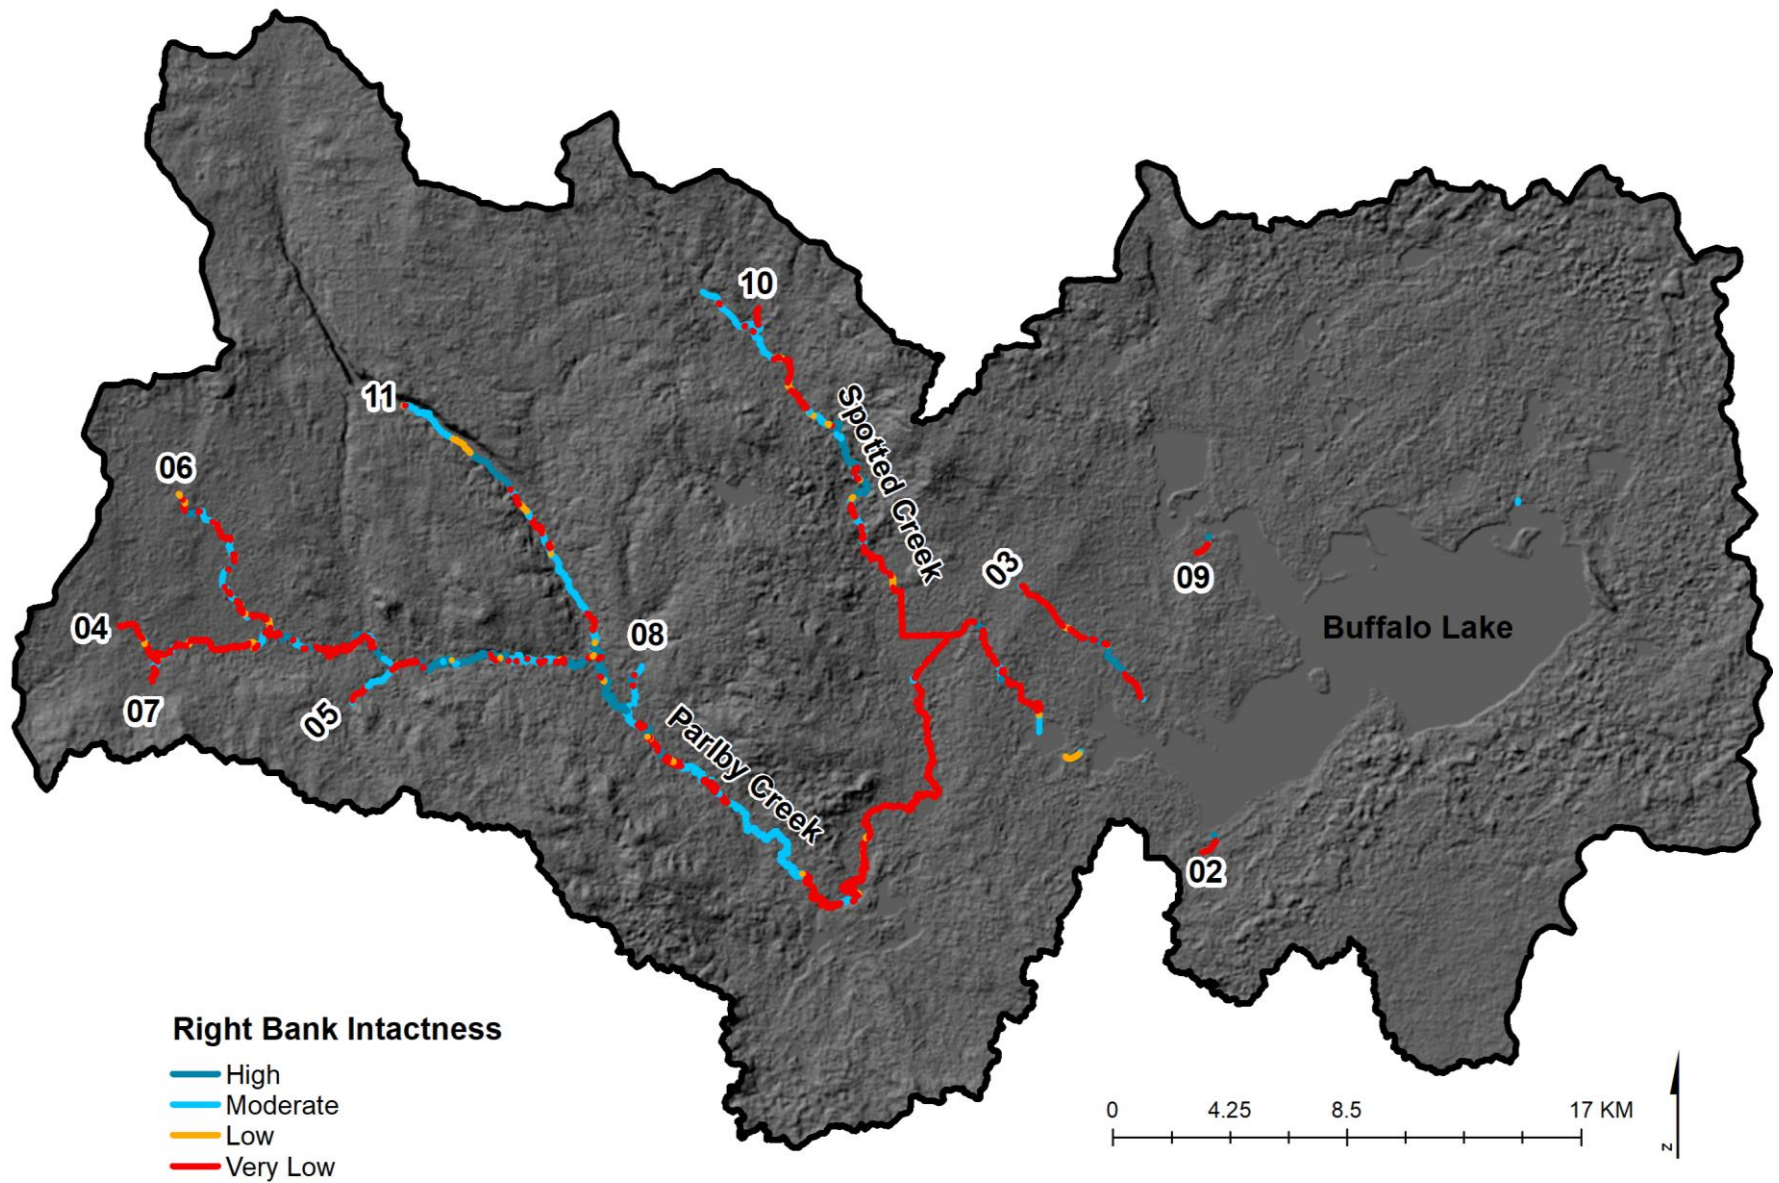 10
11
Spotted Creek
06
03
09
04
08
Buffalo Lake
07
05
Parlby Creek
02
Right Bank Intactness
High
Moderate
Low
Very Low
0 4.25 8.5 17 KM
N